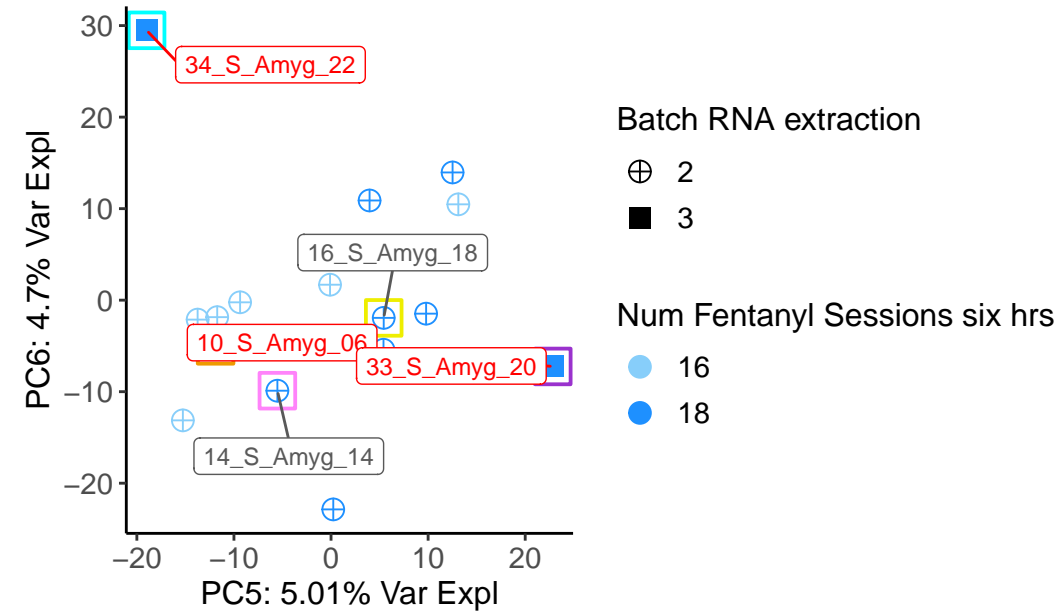 30
20
10
0
−10
−20
PC6: 4.7% Var Expl
34_S_Amyg_22
16_S_Amyg_18
10_S_Amyg_06
33_S_Amyg_20
14_S_Amyg_14
−20
−10
0
10
20
PC5: 5.01% Var Expl
Batch RNA extraction
2
3
Num Fentanyl Sessions six hrs
16
18